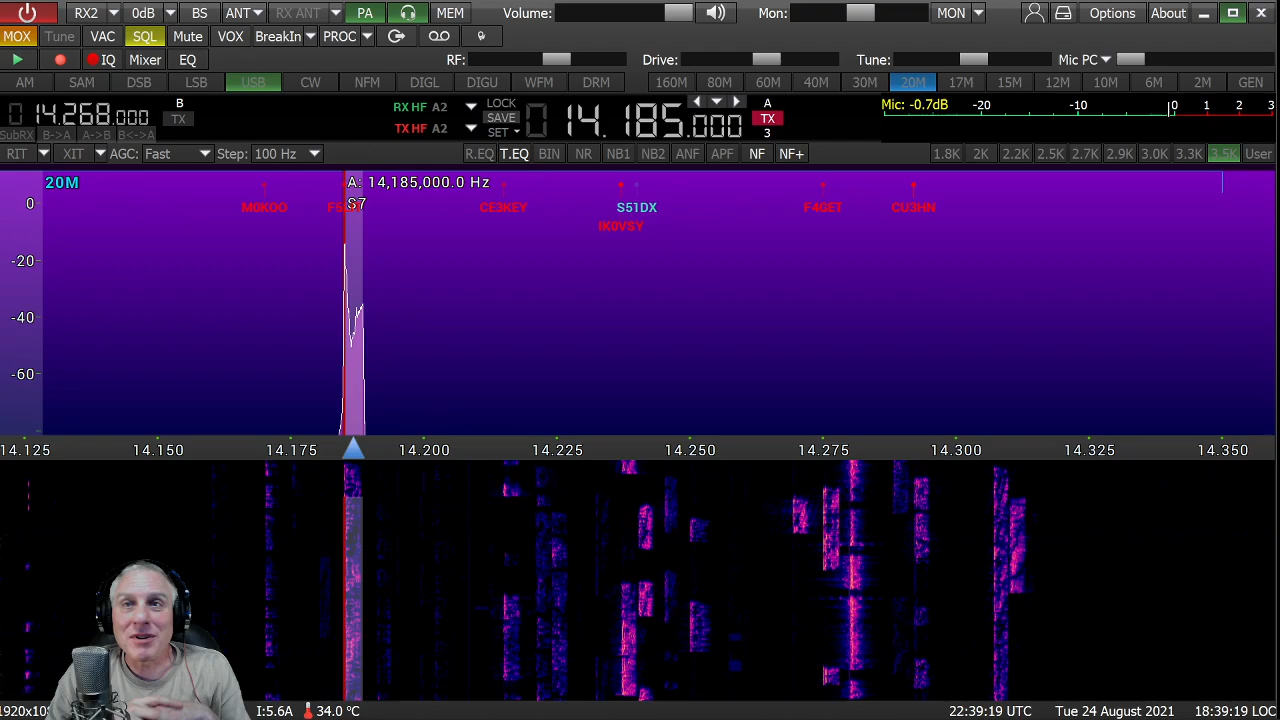 RX2 0dB BS ANT RX ANT PA MEM Volume: Mon: MON Options About
MOX Tune VAC SQL Mute VOX BreakIn PROC
IQ Mixer EQ RF: Drive: Tune: Mic PC
AM SAM DSB LSB USB CW NFM DIGL DIGU WFM DRM 160M 80M 60M 40M 30M 20M 17M 15M 12M 10M 6M 2M GEN
0 14.268.000 B TX RX HF A2 LOCK 0 14.185.000 A TX 3 Mic: -0.7dB -20 -10 0 1 2 3
TX HF A2 SAVE
SubRX B->A A->B B<->A SET
RIT XIT AGC: Fast Step: 100 Hz R.EQ T.EQ BIN NR NB1 NB2 ANF APF NF NF+ 1.8K 2K 2.2K 2.5K 2.7K 2.9K 3.0K 3.3K 3.5K User
20M A: 14,185,000.0 Hz
0 S7
M0KOO CE3KEY S51DX F4GET CU3HN
IK0VSY
-20
-40
-60
14.125 14.150 14.175 14.200 14.225 14.250 14.275 14.300 14.325 14.350
I:5.6A 34.0 °C 22:39:19 UTC Tue 24 August 2021 18:39:19 LOC